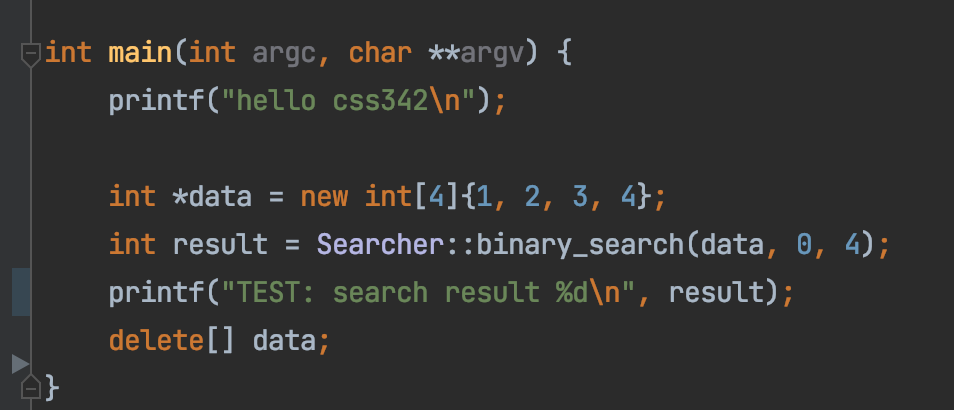 int main(int argc, char **argv) {
    printf("hello css342\n");
    int *data = new int[4]{1, 2, 3, 4};
    int result = Searcher::binary_search(data, 0, 4);
    printf("TEST: search result %d\n", result);
    delete[] data;
}